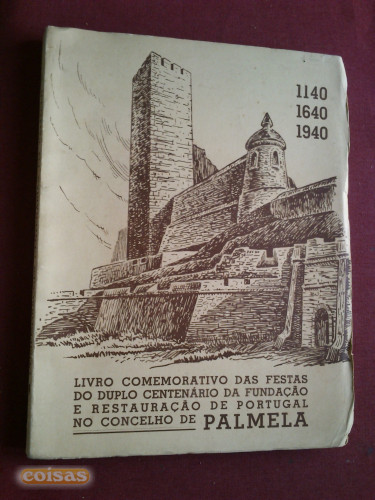 1140
1640
1940
LIVRO COMEMORATIVO DAS FESTAS
DO DUPLO CENTENÁRIO DA FUNDAÇÃO
E RESTAURAÇÃO DE PORTUGAL
NO CONCELHO DE PALMELA
coisas